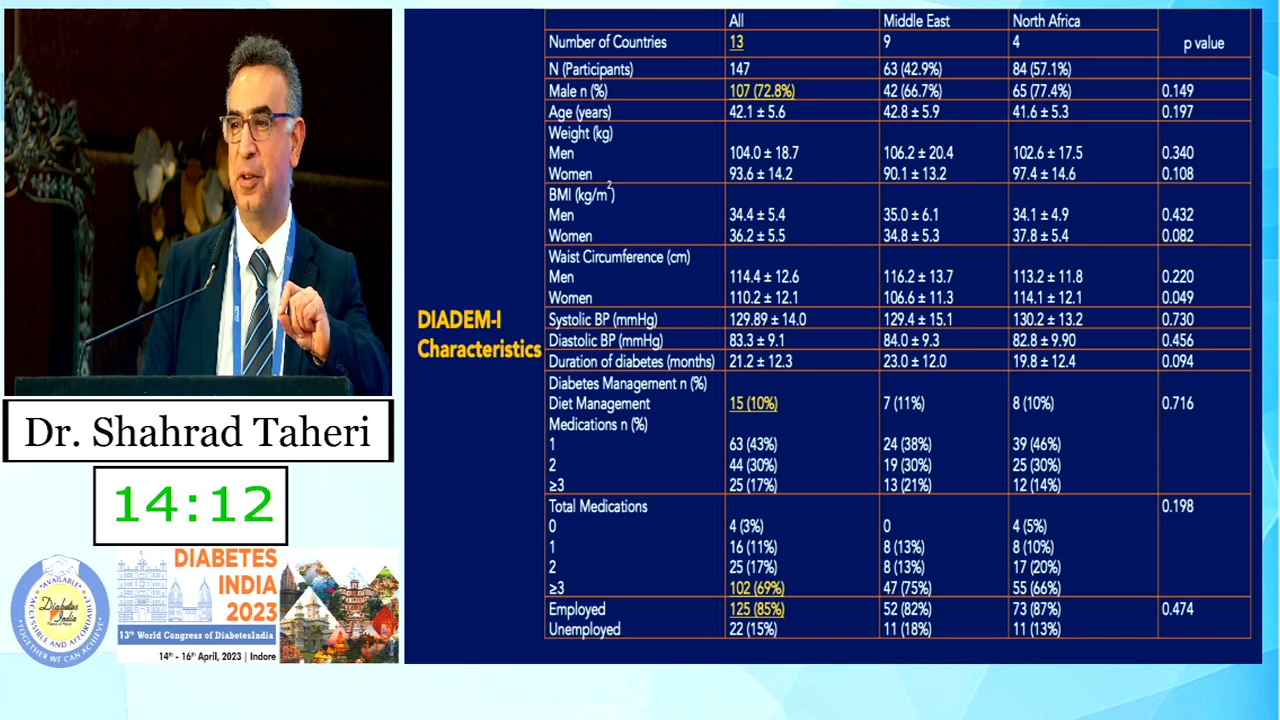 All Middle East North Africa
Number of Countries 13 9 4 p value
N (Participants) 147 63 (42.9%) 84 (57.1%)
Male n (%) 107 (72.8%) 42 (66.7%) 65 (77.4%) 0.149
Age (years) 42.1 ± 5.6 42.8 ± 5.9 41.6 ± 5.3 0.197
Weight (kg)
Men 104.0 ± 18.7 106.2 ± 20.4 102.6 ± 17.5 0.340
Women 93.6 ± 14.2 90.1 ± 13.2 97.4 ± 14.6 0.108
BMI (kg/m²)
Men 34.4 ± 5.4 35.0 ± 6.1 34.1 ± 4.9 0.432
Women 36.2 ± 5.5 34.8 ± 5.3 37.8 ± 5.4 0.082
Waist Circumference (cm)
Men 114.4 ± 12.6 116.2 ± 13.7 113.2 ± 11.8 0.220
Women 110.2 ± 12.1 106.6 ± 11.3 114.1 ± 12.1 0.049
Systolic BP (mmHg) 129.89 ± 14.0 129.4 ± 15.1 130.2 ± 13.2 0.730
Diastolic BP (mmHg) 83.3 ± 9.1 84.0 ± 9.3 82.8 ± 9.90 0.456
Duration of diabetes (months) 21.2 ± 12.3 23.0 ± 12.0 19.8 ± 12.4 0.094
Diabetes Management n (%)
Diet Management 15 (10%) 7 (11%) 8 (10%) 0.716
Medications n (%)
1 63 (43%) 24 (38%) 39 (46%)
2 44 (30%) 19 (30%) 25 (30%)
≥3 25 (17%) 13 (21%) 12 (14%)
Total Medications 0.198
0 4 (3%) 0 4 (5%)
1 16 (11%) 8 (13%) 8 (10%)
2 25 (17%) 8 (13%) 17 (20%)
≥3 102 (69%) 47 (75%) 55 (66%)
Employed 125 (85%) 52 (82%) 73 (87%) 0.474
Unemployed 22 (15%) 11 (18%) 11 (13%)
DIADEM-I
Characteristics
Dr. Shahrad Taheri
14:12
AVAILABLE
ACCESSIBLE AND AFFORDABLE
Diabetes
India
TOGETHER WE CAN ACHIEVE
DIABETES
INDIA
2023
13th World Congress of DiabetesIndia
14th - 16th April, 2023 | Indore